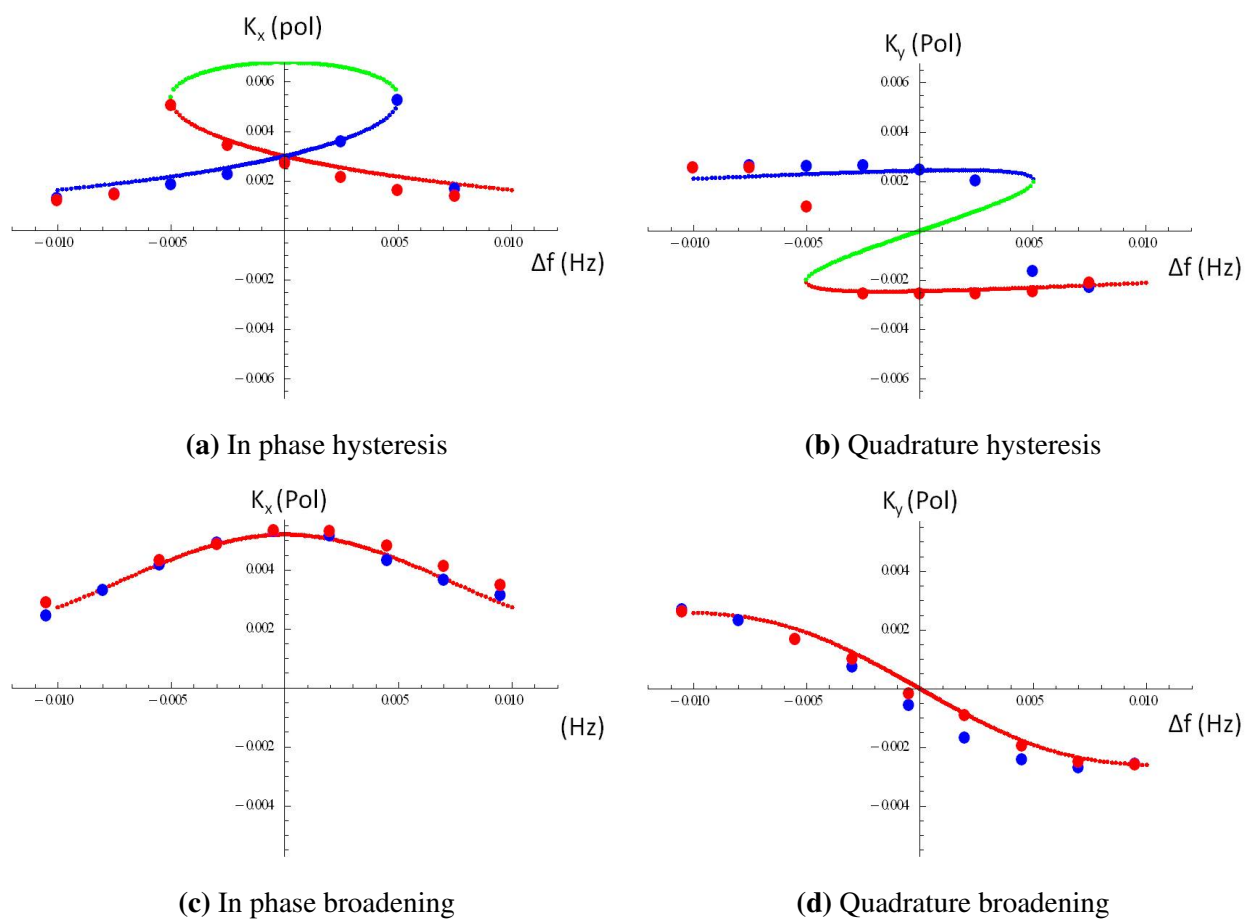 K_x (pol)
0.006
0.004
0.002
−0.010 −0.005 0.005 0.010
Δf (Hz)
−0.002
−0.004
−0.006
(a) In phase hysteresis
K_y (Pol)
0.006
0.004
0.002
−0.010 −0.005 0.005 0.010
Δf (Hz)
−0.002
−0.004
−0.006
(b) Quadrature hysteresis
K_x (Pol)
0.004
0.002
−0.010 −0.005 0.005 0.010
(Hz)
−0.002
−0.004
(c) In phase broadening
K_y (Pol)
0.004
0.002
−0.010 −0.005 0.005 0.010
Δf (Hz)
−0.002
−0.004
(d) Quadrature broadening